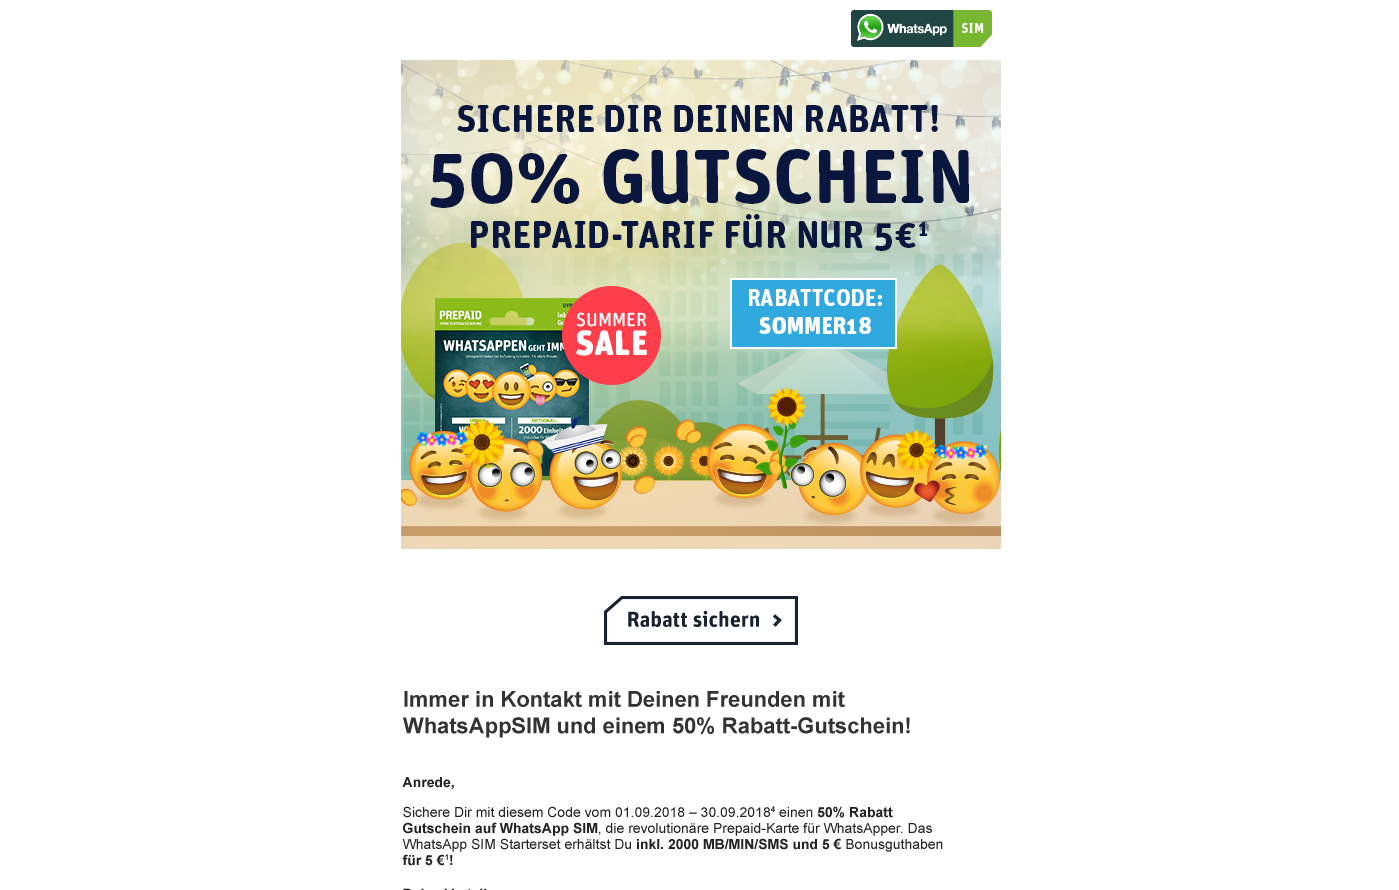 WhatsApp SIM
SICHERE DIR DEINEN RABATT!
50% GUTSCHEIN
PREPAID-TARIF FÜR NUR 5€¹
RABATTCODE:
SOMMER18
PREPAID
SUMMER
SALE
WHATSAPPEN GEHT IMM
OPTIONAL:
2000 Einheit
Rabatt sichern
Immer in Kontakt mit Deinen Freunden mit
WhatsAppSIM und einem 50% Rabatt-Gutschein!
Anrede,
Sichere Dir mit diesem Code vom 01.09.2018 – 30.09.2018⁴ einen 50% Rabatt
Gutschein auf WhatsApp SIM, die revolutionäre Prepaid-Karte für WhatsApper. Das
WhatsApp SIM Starterset erhältst Du inkl. 2000 MB/MIN/SMS und 5 € Bonusguthaben
für 5 €¹!